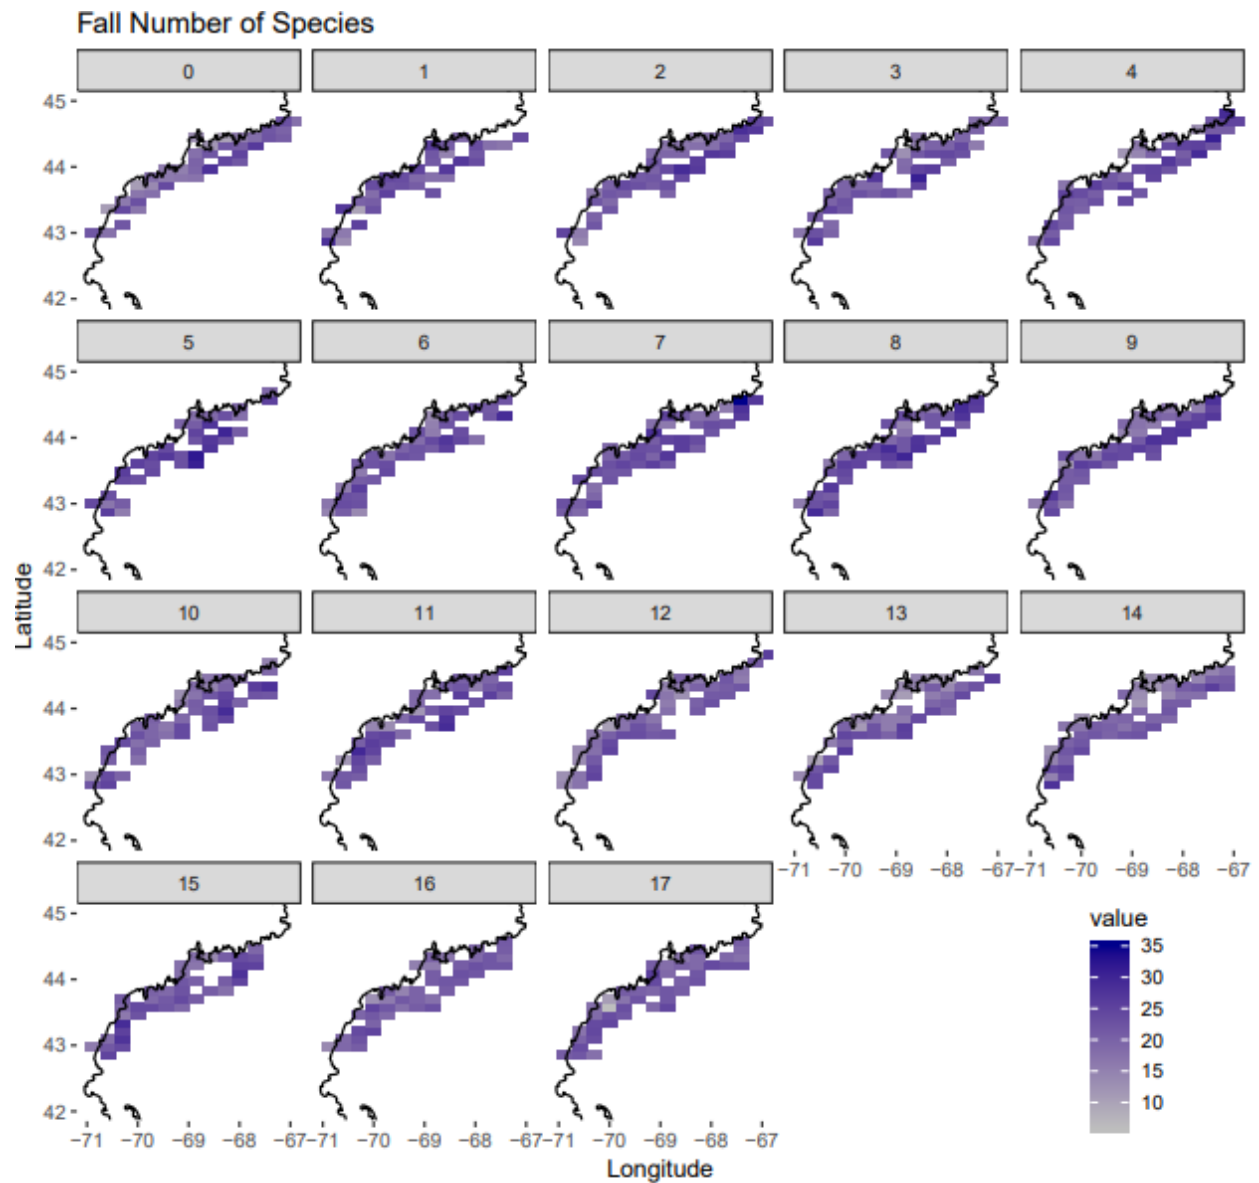 Fall Number of Species
0 1 2 3 4
45
44
43
42
5 6 7 8 9
45
44
43
42
Latitude
10 11 12 13 14
45
44
43
42
−71 −70 −69 −68 −67 −71 −70 −69 −68 −67
15 16 17
45
44
43
42
−71 −70 −69 −68 −67 −71 −70 −69 −68 −67 −71 −70 −69 −68 −67
Longitude
value
35
30
25
20
15
10